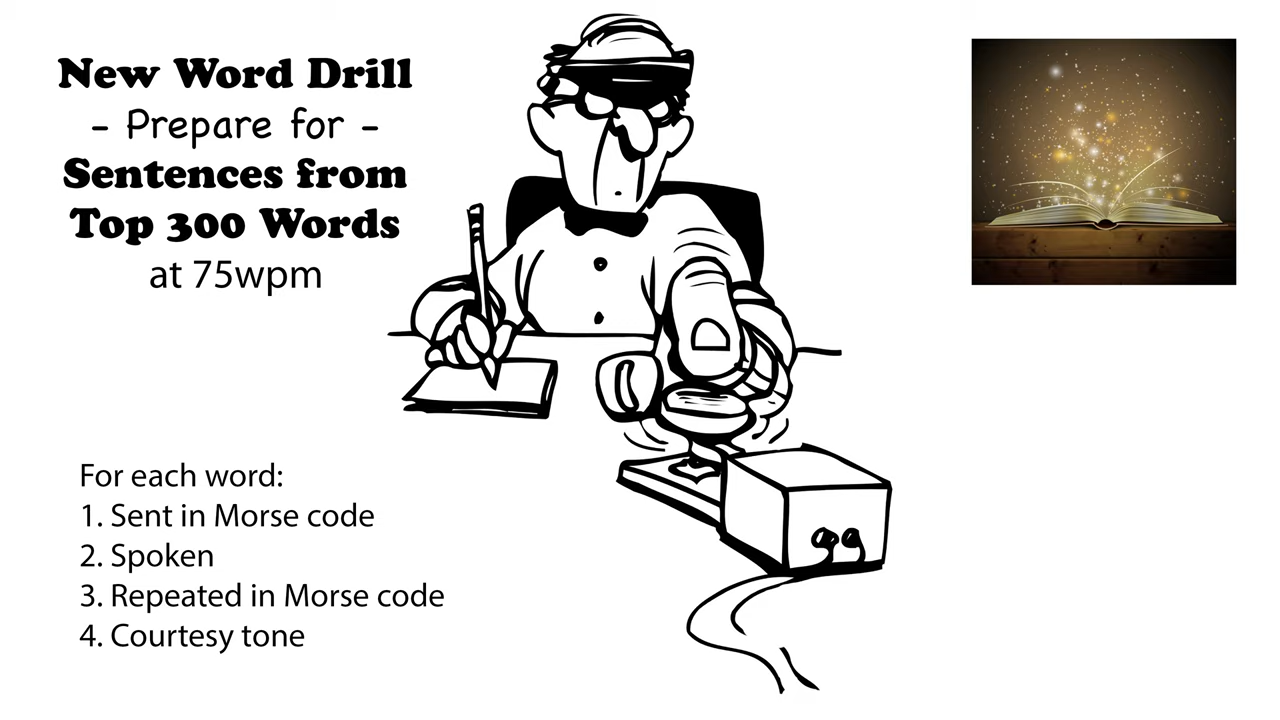 New Word Drill
- Prepare for -
Sentences from
Top 300 Words
at 75wpm
For each word:
1. Sent in Morse code
2. Spoken
3. Repeated in Morse code
4. Courtesy tone